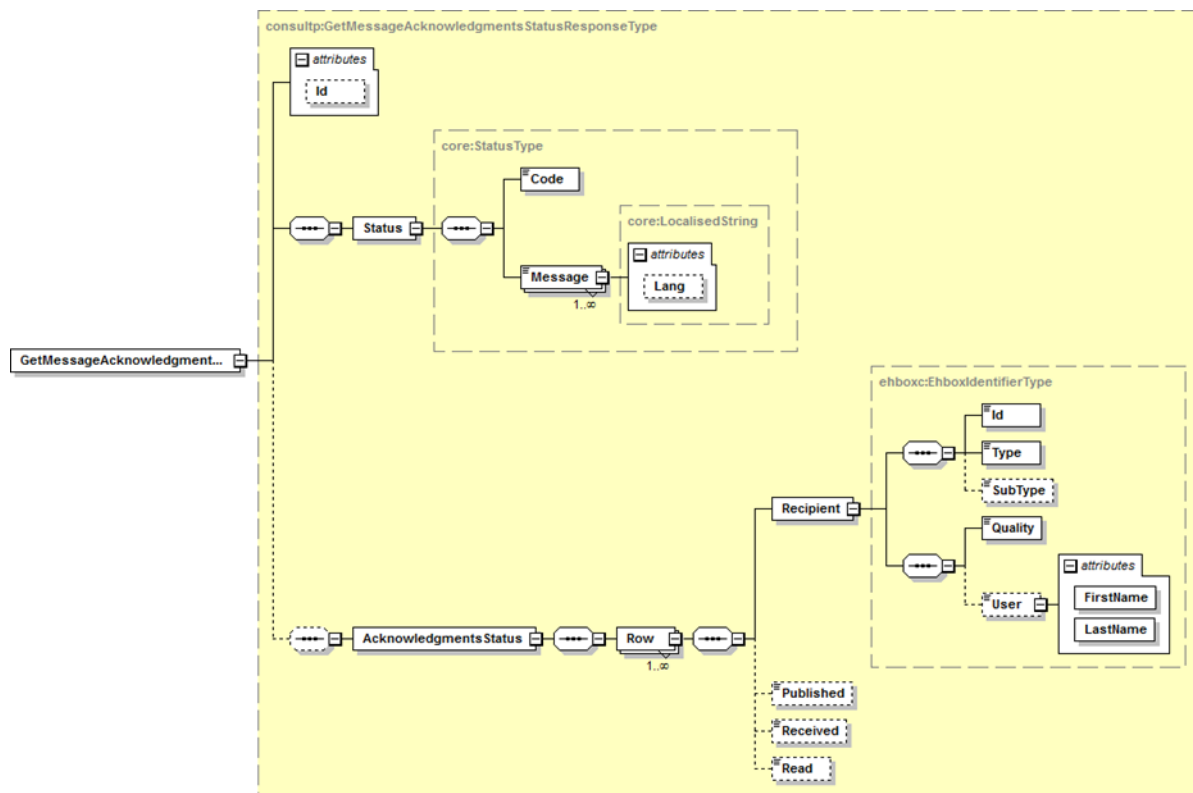 consultp:GetMessageAcknowledgmentsStatusResponseType
attributes
Id
core:StatusType
Code
core:LocalisedString
Status
attributes
Message
Lang
1..∞
GetMessageAcknowledgment...
ehboxc:EhboxIdentifierType
Id
Type
SubType
Recipient
Quality
attributes
User
FirstName
LastName
AcknowledgmentsStatus
Row
1..∞
Published
Received
Read